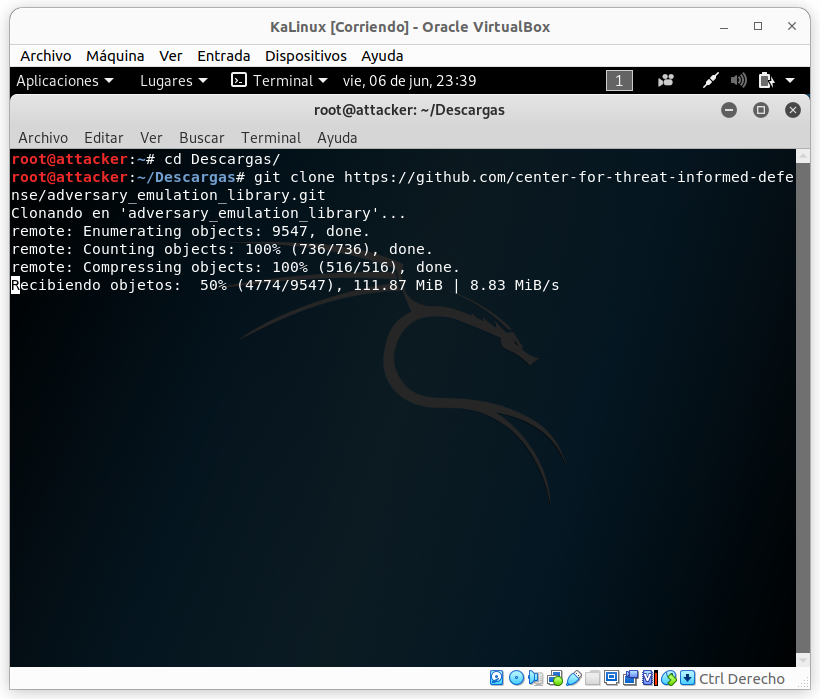 KaLinux [Corriendo] - Oracle VirtualBox
Archivo Máquina Ver Entrada Dispositivos Ayuda
Aplicaciones Lugares Terminal vie, 06 de jun, 23:39 1
root@attacker: ~/Descargas
Archivo Editar Ver Buscar Terminal Ayuda
root@attacker:~# cd Descargas/
root@attacker:~/Descargas# git clone https://github.com/center-for-threat-informed-defe
nse/adversary_emulation_library.git
Clonando en 'adversary_emulation_library'...
remote: Enumerating objects: 9547, done.
remote: Counting objects: 100% (736/736), done.
remote: Compressing objects: 100% (516/516), done.
Recibiendo objetos:  50% (4774/9547), 111.87 MiB | 8.83 MiB/s
Ctrl Derecho